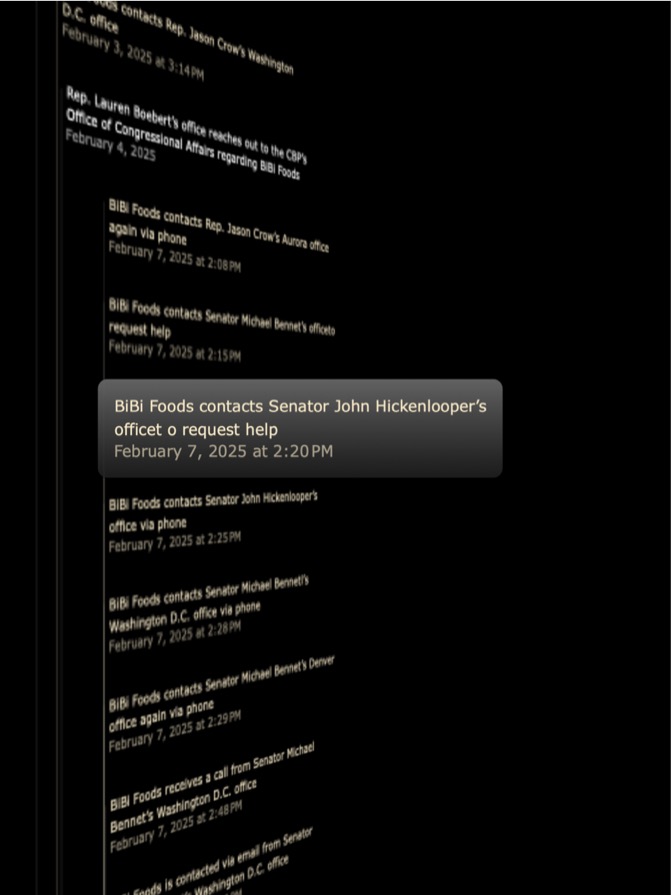 contacts Rep. Jason Crow's Washington
D.C. office
February 3, 2025 at 3:14PM
Rep. Lauren Boebert's office reaches out to the CBP's
Office of Congressional Affairs regarding BiBi Foods
February 4, 2025
BiBi Foods contacts Rep. Jason Crow's Aurora office
again via phone
February 7, 2025 at 2:08PM
BiBi Foods contacts Senator Michael Bennet's officeto
request help
February 7, 2025 at 2:15PM
BiBi Foods contacts Senator John Hickenlooper's
officet o request help
February 7, 2025 at 2:20PM
BiBi Foods contacts Senator John Hickenlooper's
office via phone
February 7, 2025 at 2:25PM
BiBi Foods contacts Senator Michael Bennett's
Washington D.C. office via phone
February 7, 2025 at 2:28PM
BiBi Foods contacts Senator Michael Bennet's Denver
office again via phone
February 7, 2025 at 2:29PM
BiBi Foods receives a call from Senator Michael
Bennet's Washington D.C. office
February 7, 2025 at 2:48PM
Foods is contacted via email from Senator
Washington D.C. office